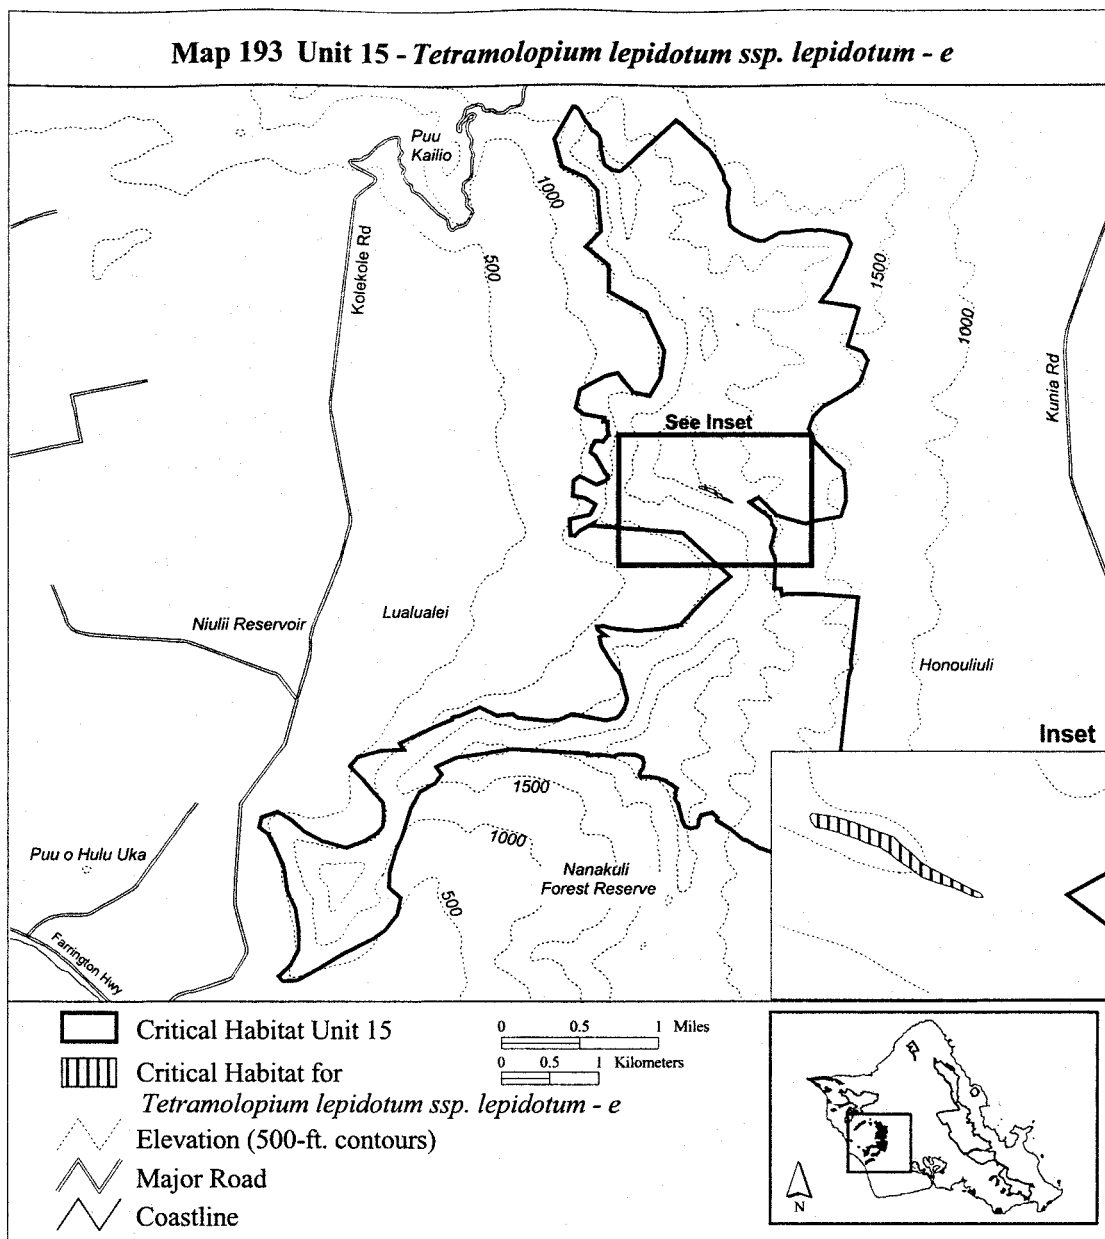 Map 193 Unit 15 - Tetramolopium lepidotum ssp. lepidotum - e
Puu
Kailio
1000
Kolekole Rd
500
1500
1000
Kunia Rd
See Inset
Niulii Reservoir
Lualualei
Honouliuli
Inset
1500
1000
Puu o Hulu Uka
Nanakuli
Forest Reserve
500
Farrington Hwy
Critical Habitat Unit 15
Critical Habitat for
Tetramolopium lepidotum ssp. lepidotum - e
Elevation (500-ft. contours)
Major Road
Coastline
0 0.5 1 Miles
0 0.5 1 Kilometers
N